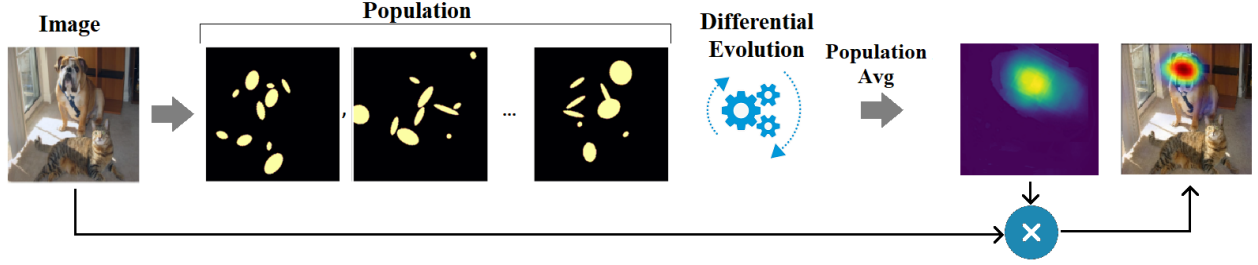 Image
Population
Differential
Evolution
Population
Avg
,
...
×